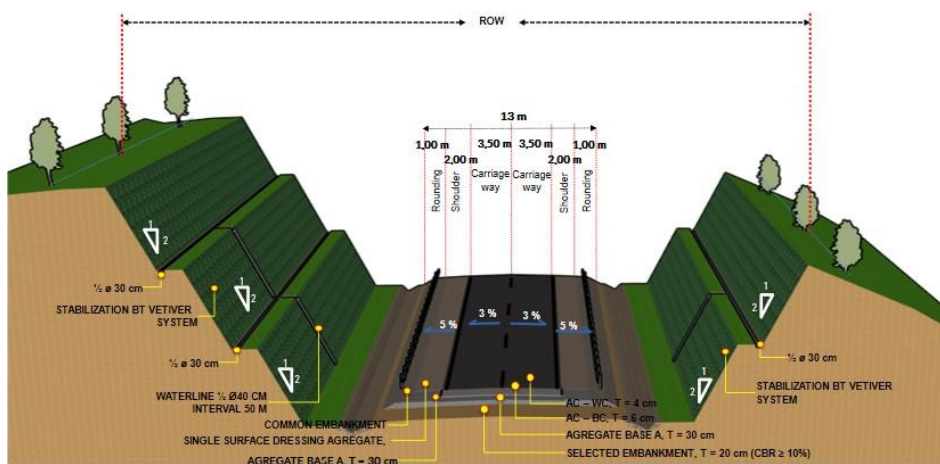 ROW
13 m
3,50 m 3,50 m
1,00 m 1,00 m
2,00 m 2,00 m
Rounding
Shoulder
Carriage way
Carriage way
Shoulder
Rounding
1
2
½ ø 30 cm
STABILIZATION BT VETIVER
SYSTEM
1
2
½ ø 30 cm
WATERLINE ½ Ø40 CM
INTERVAL 50 M
1
2
COMMON EMBANKMENT
SINGLE SURFACE DRESSING AGREGATE,
AGREGATE BASE A, T = 30 cm
5 %
3 %
3 %
5 %
AC – WC, T = 4 cm
AC – BC, T = 6 cm
AGREGATE BASE A, T = 30 cm
SELECTED EMBANKMENT, T = 20 cm (CBR ≥ 10%)
1
2
½ ø 30 cm
1
2
STABILIZATION BT VETIVER
SYSTEM